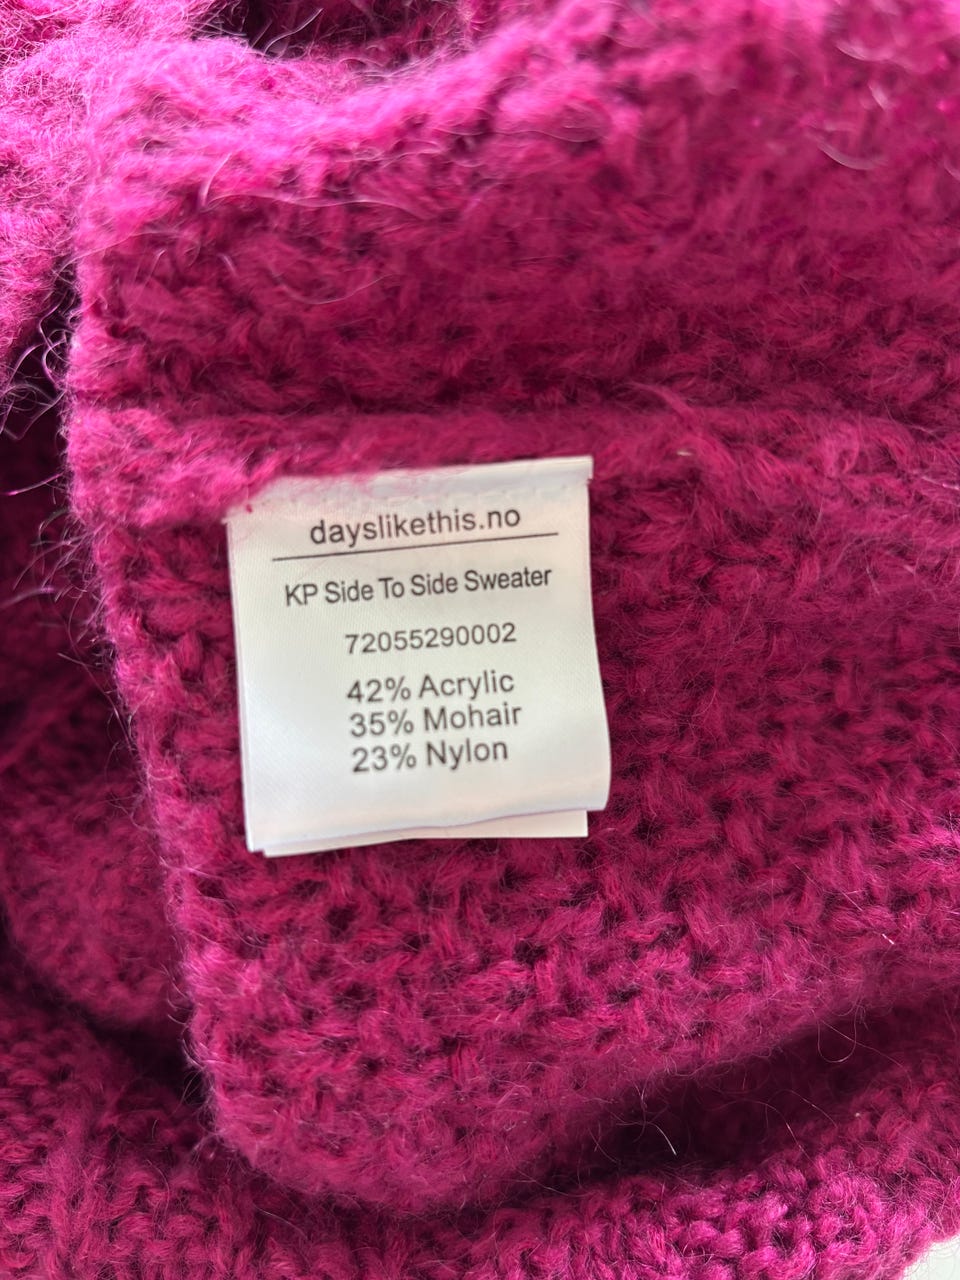 dayslikethis.no
KP Side To Side Sweater
72055290002
42% Acrylic
35% Mohair
23% Nylon